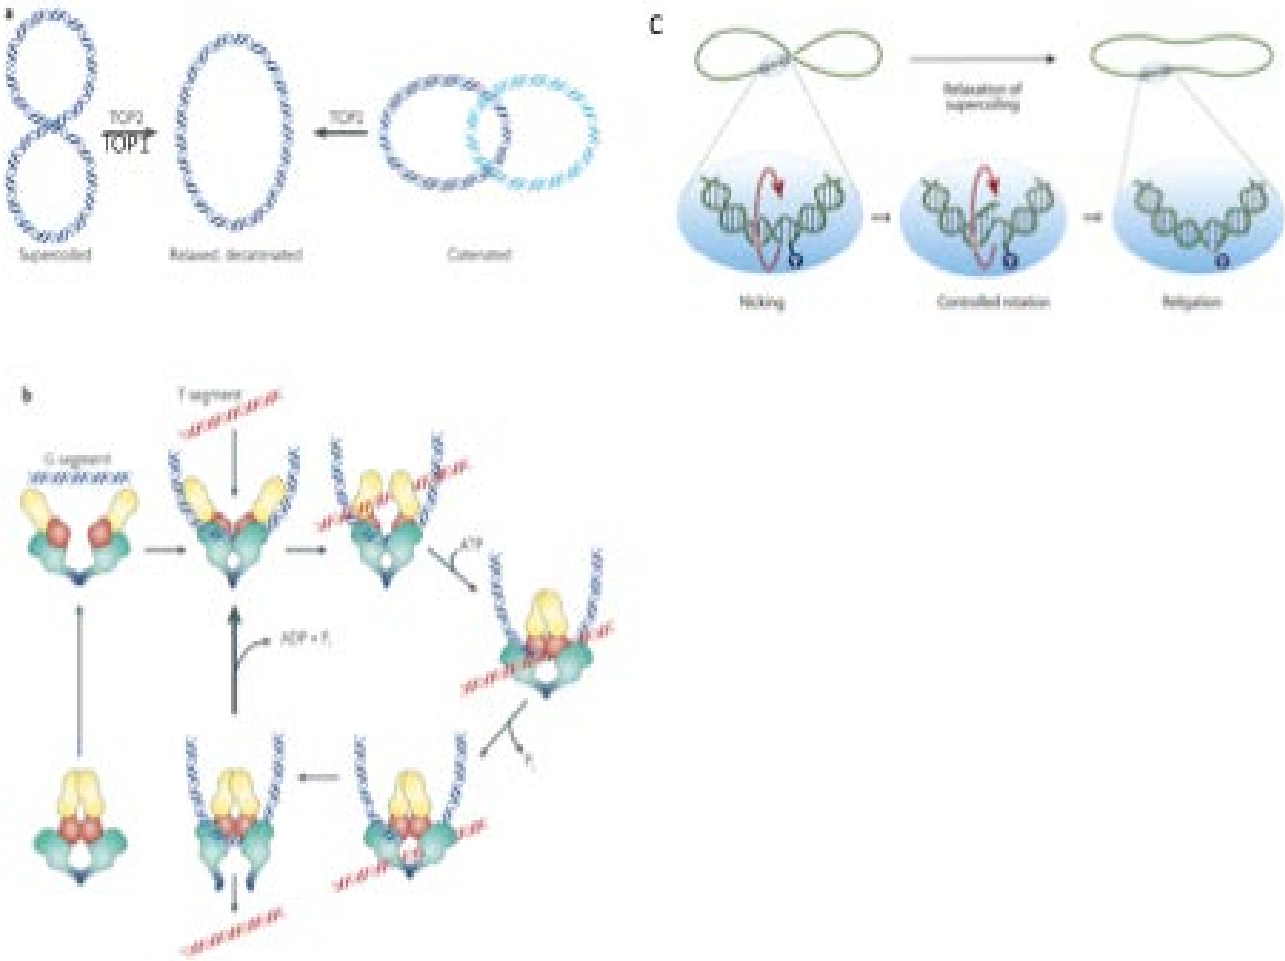 a
TOP2
TOP1
TOP2
Supercoiled
Relaxed, decatenated
Catenated
C
Relaxation of
supercoiling
Nicking
Controlled rotation
Religation
b
T segment
G segment
ATP
ADP + Pi
Pi